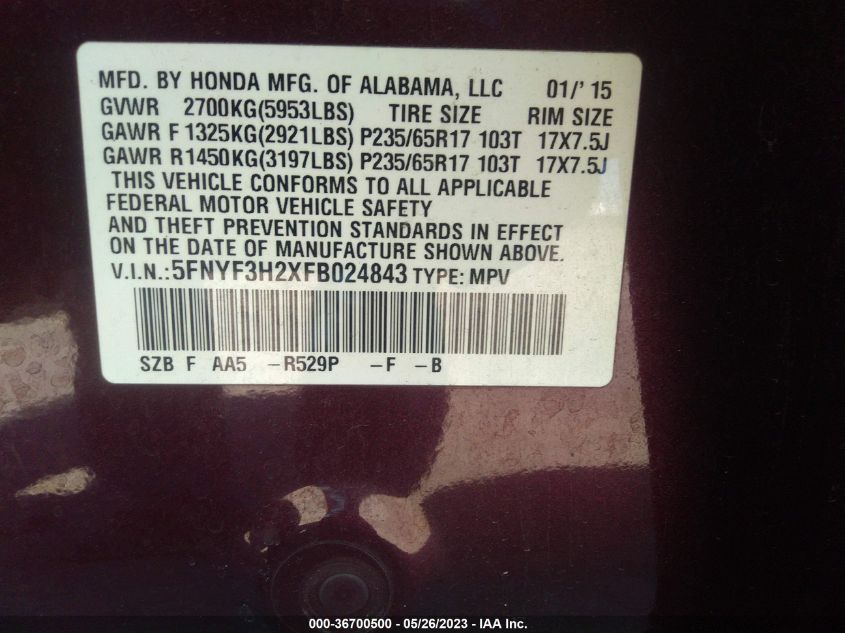 MFD. BY HONDA MFG. OF ALABAMA, LLC 01/' 15
GVWR 2700KG(5953LBS) TIRE SIZE RIM SIZE
GAWR F 1325KG(2921LBS) P235/65R17 103T 17X7.5J
GAWR R1450KG(3197LBS) P235/65R17 103T 17X7.5J
THIS VEHICLE CONFORMS TO ALL APPLICABLE
FEDERAL MOTOR VEHICLE SAFETY
AND THEFT PREVENTION STANDARDS IN EFFECT
ON THE DATE OF MANUFACTURE SHOWN ABOVE.
V.I.N.:5FNYF3H2XFB024843 TYPE: MPV
SZB F AA5 -R529P -F -B
000-36700500 - 05/26/2023 - IAA Inc.